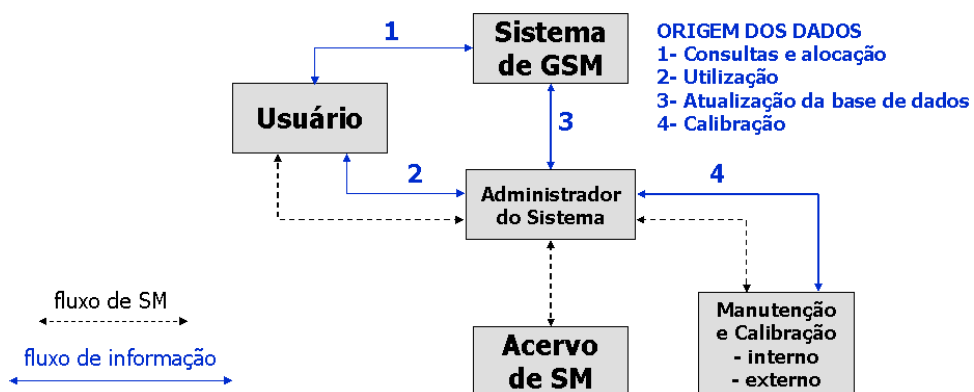 1
Sistema
de GSM
ORIGEM DOS DADOS
1- Consultas e alocação
2- Utilização
3- Atualização da base de dados
4- Calibração
Usuário
3
2
4
Administrador
do Sistema
fluxo de SM
fluxo de informação
Acervo
de SM
Manutenção
e Calibração
- interno
- externo